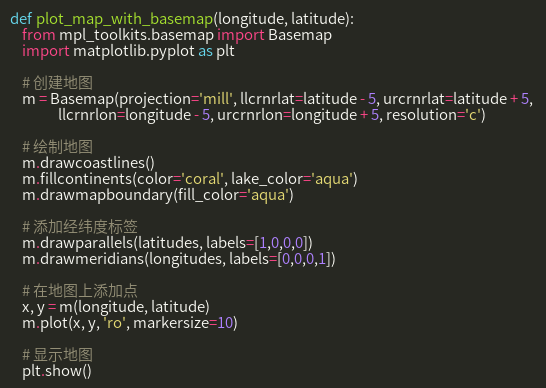 def plot_map_with_basemap(longitude, latitude):
from mpl_toolkits.basemap import Basemap
import matplotlib.pyplot as plt
# 创建地图
m = Basemap(projection='mill', llcrnrlat=latitude - 5, urcrnrlat=latitude + 5,
llcrnrlon=longitude - 5, urcrnrlon=longitude + 5, resolution='c')
# 绘制地图
m.drawcoastlines()
m.fillcontinents(color='coral', lake_color='aqua')
m.drawmapboundary(fill_color='aqua')
# 添加经纬度标签
m.drawparallels(latitudes, labels=[1,0,0,0])
m.drawmeridians(longitudes, labels=[0,0,0,1])
# 在地图上添加点
x, y = m(longitude, latitude)
m.plot(x, y, 'ro', markersize=10)
# 显示地图
plt.show()